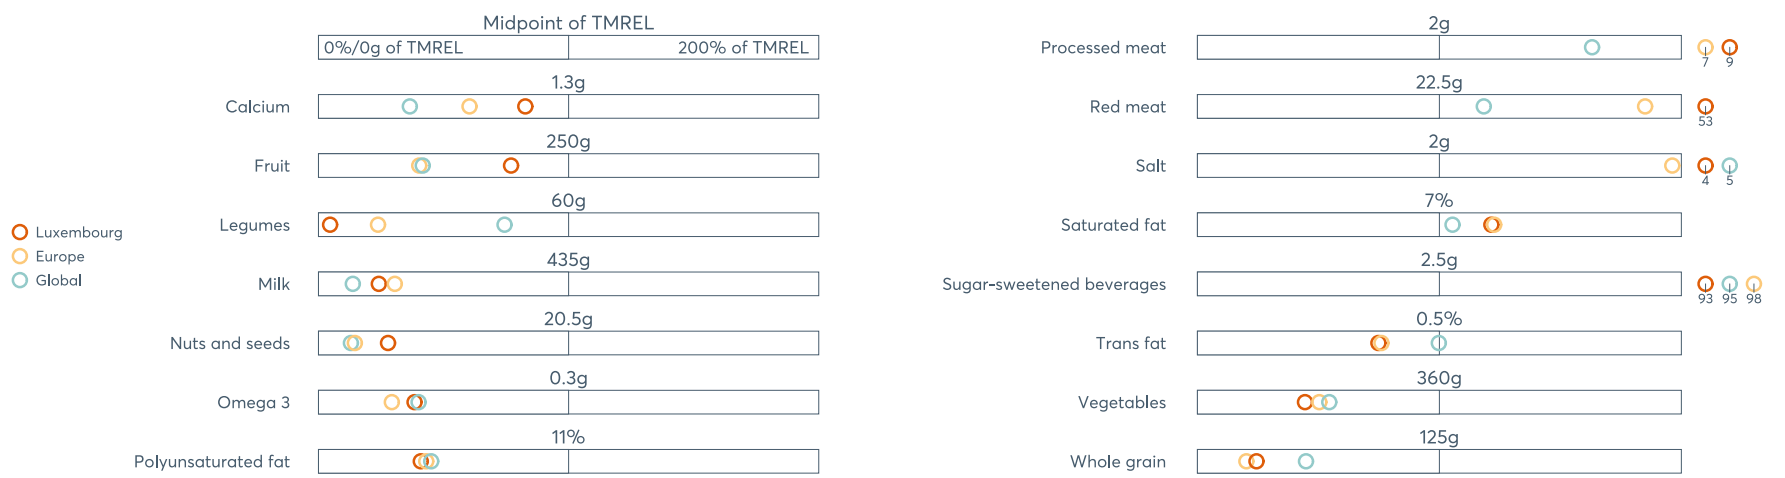 Midpoint of TMREL
0%/0g of TMREL 200% of TMREL
1.3g
Calcium
250g
Fruit
60g
Legumes
435g
Milk
20.5g
Nuts and seeds
0.3g
Omega 3
11%
Polyunsaturated fat
Luxembourg
Europe
Global
2g
Processed meat
7 9
22.5g
Red meat
53
2g
Salt
4 5
7%
Saturated fat
2.5g
Sugar-sweetened beverages
93 95 98
0.5%
Trans fat
360g
Vegetables
125g
Whole grain